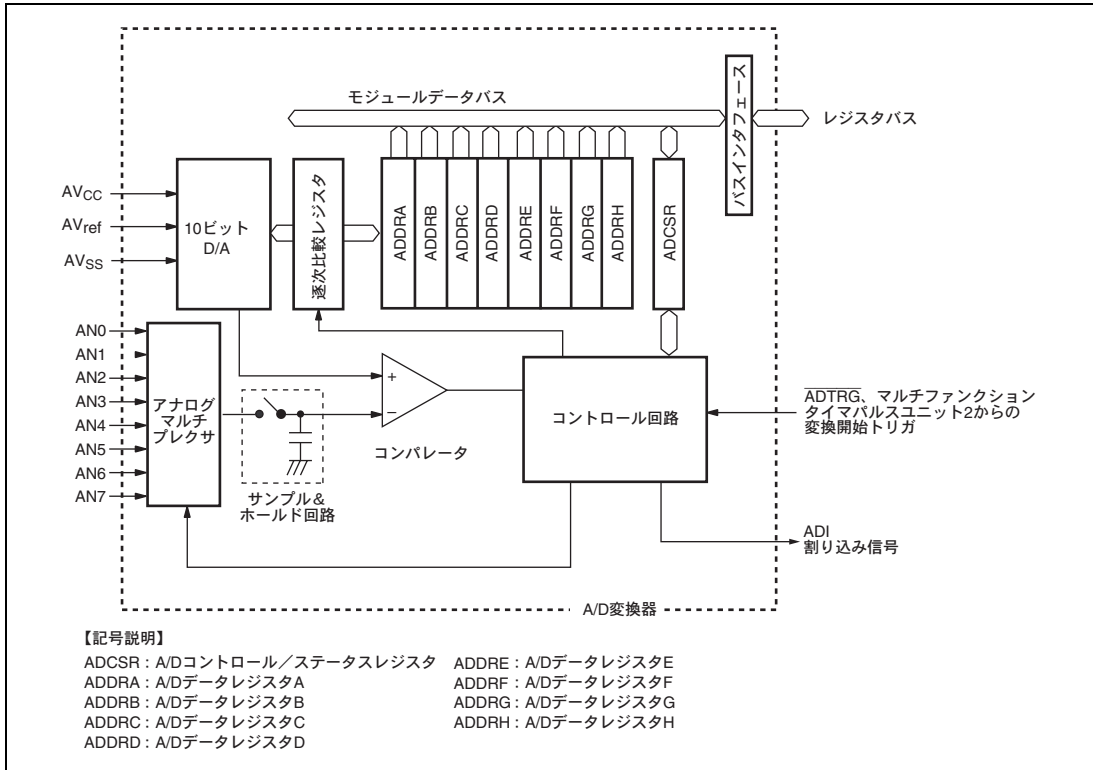 モジュールデータバス
バスインタフェース
レジスタバス
AVCC
AVref
AVSS
10ビット
D/A
逐次比較レジスタ
ADDRA
ADDRB
ADDRC
ADDRD
ADDRE
ADDRF
ADDRG
ADDRH
ADCSR
AN0
AN1
AN2
AN3
AN4
AN5
AN6
AN7
アナログ
マルチ
プレクサ
+
−
コンパレータ
サンプル&
ホールド回路
コントロール回路
ADTRG、マルチファンクション
タイマパルスユニット2からの
変換開始トリガ
ADI
割り込み信号
A/D変換器
【記号説明】
ADCSR：A/Dコントロール／ステータスレジスタ
ADDRA：A/DデータレジスタA
ADDRB：A/DデータレジスタB
ADDRC：A/DデータレジスタC
ADDRD：A/DデータレジスタD
ADDRE：A/DデータレジスタE
ADDRF：A/DデータレジスタF
ADDRG：A/DデータレジスタG
ADDRH：A/DデータレジスタH